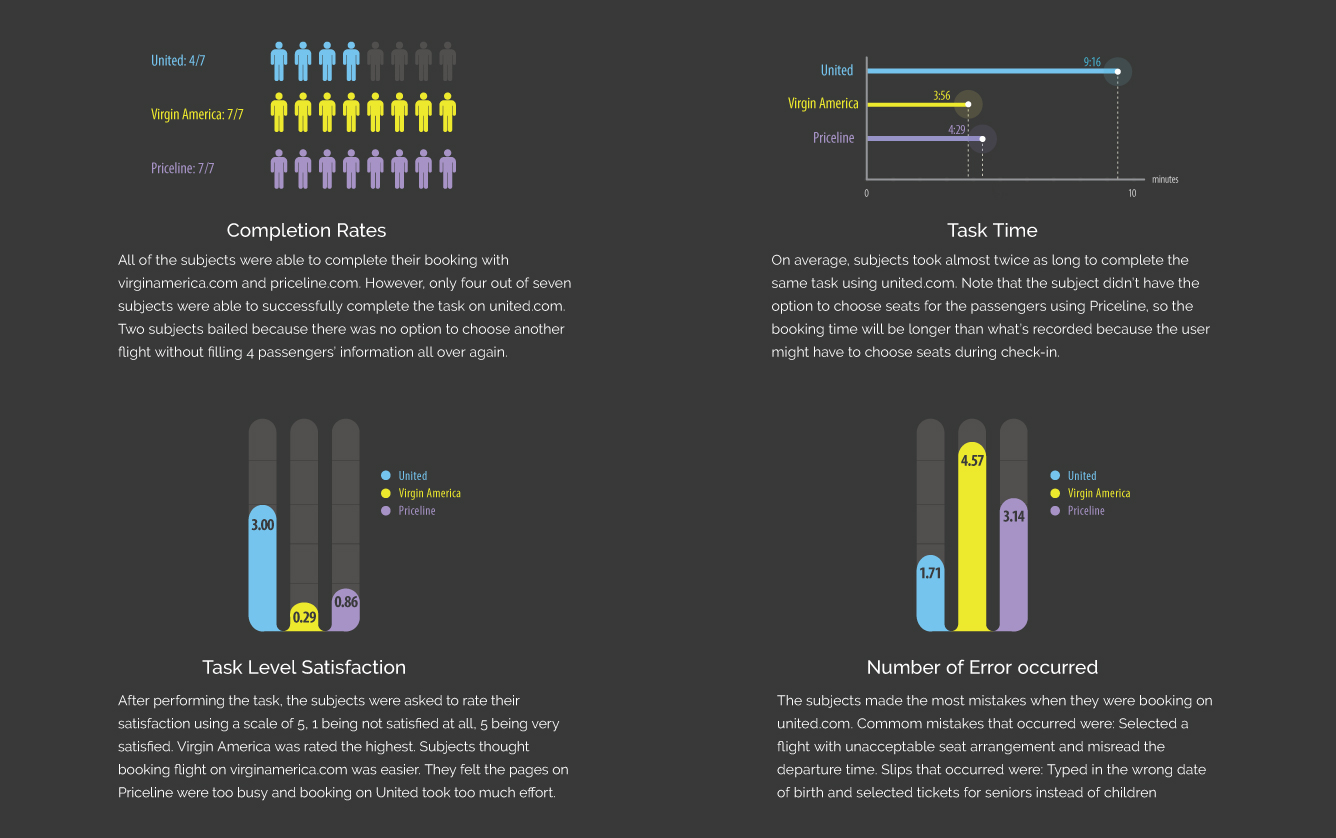 United: 4/7
Virgin America: 7/7
Priceline: 7/7
Completion Rates
All of the subjects were able to complete their booking with
virginamerica.com and priceline.com. However, only four out of seven
subjects were able to successfully complete the task on united.com.
Two subjects bailed because there was no option to choose another
flight without filling 4 passengers' information all over again.
United
9:16
Virgin America
3:56
Priceline
4:29
minutes
0
10
Task Time
On average, subjects took almost twice as long to complete the
same task using united.com. Note that the subject didn't have the
option to choose seats for the passengers using Priceline, so the
booking time will be longer than what's recorded because the user
might have to choose seats during check-in.
3.00
0.29
0.86
United
Virgin America
Priceline
Task Level Satisfaction
After performing the task, the subjects were asked to rate their
satisfaction using a scale of 5, 1 being not satisfied at all, 5 being very
satisfied. Virgin America was rated the highest. Subjects thought
booking flight on virginamerica.com was easier. They felt the pages on
Priceline were too busy and booking on United took too much effort.
1.71
4.57
3.14
United
Virgin America
Priceline
Number of Error occurred
The subjects made the most mistakes when they were booking on
united.com. Commom mistakes that occurred were: Selected a
flight with unacceptable seat arrangement and misread the
departure time. Slips that occurred were: Typed in the wrong date
of birth and selected tickets for seniors instead of children